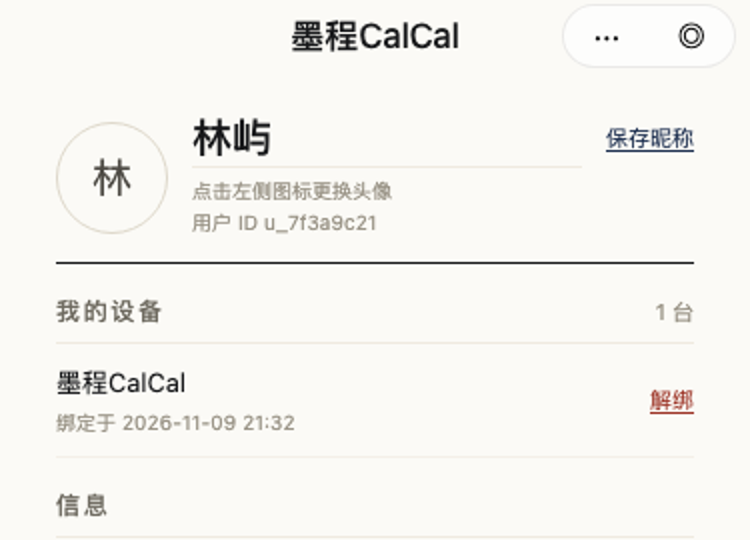 墨程CalCal
林
林屿
保存昵称
点击左侧图标更换头像
用户 ID u_7f3a9c21
我的设备
1 台
墨程CalCal
绑定于 2026-11-09 21:32
解绑
信息